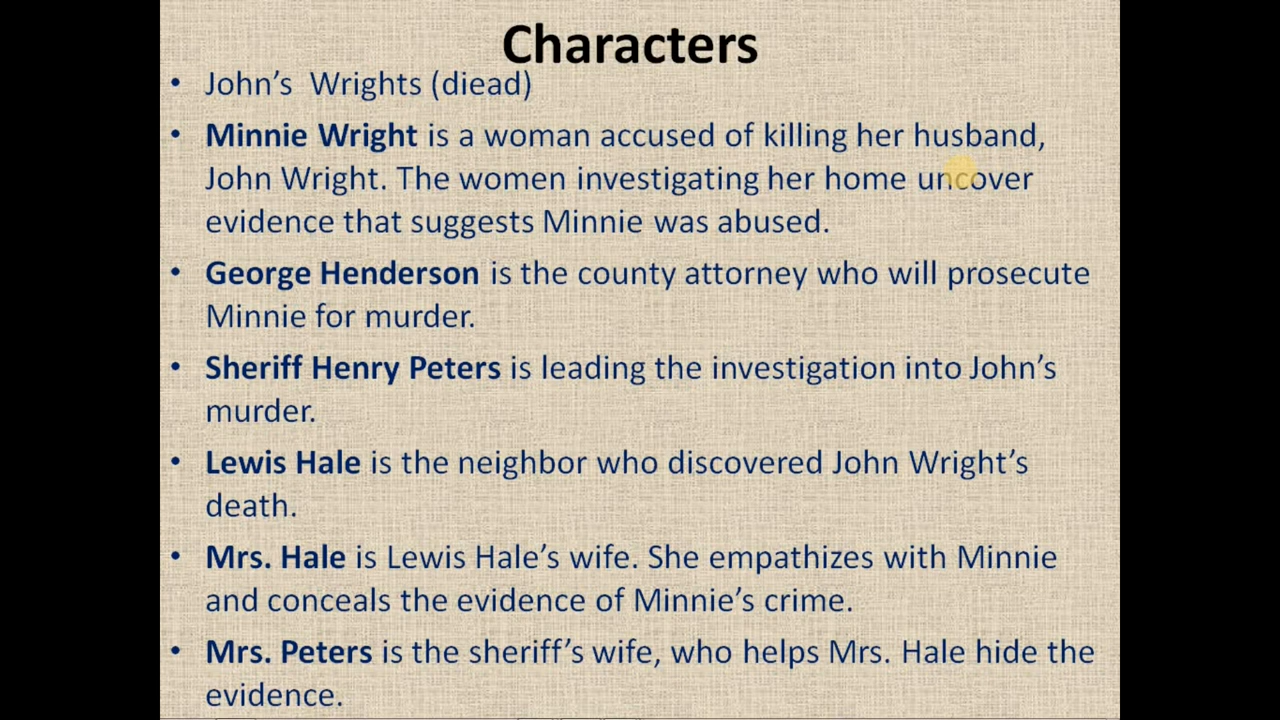 Characters
• John's  Wrights (diead)
• Minnie Wright is a woman accused of killing her husband,
John Wright. The women investigating her home uncover
evidence that suggests Minnie was abused.
• George Henderson is the county attorney who will prosecute
Minnie for murder.
• Sheriff Henry Peters is leading the investigation into John's
murder.
• Lewis Hale is the neighbor who discovered John Wright's
death.
• Mrs. Hale is Lewis Hale's wife. She empathizes with Minnie
and conceals the evidence of Minnie's crime.
• Mrs. Peters is the sheriff's wife, who helps Mrs. Hale hide the
evidence.